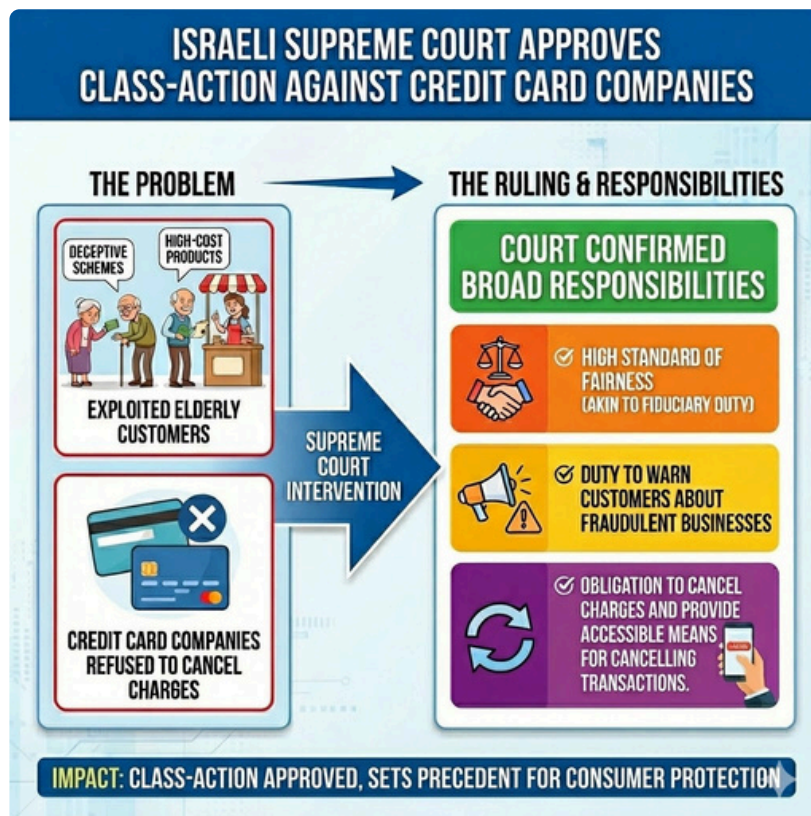 ISRAELI SUPREME COURT APPROVES
CLASS-ACTION AGAINST CREDIT CARD COMPANIES
THE PROBLEM
DECEPTIVE
SCHEMES
HIGH-COST
PRODUCTS
EXPLOITED ELDERLY
CUSTOMERS
CREDIT CARD COMPANIES
REFUSED TO CANCEL
CHARGES
SUPREME
COURT
INTERVENTION
THE RULING & RESPONSIBILITIES
COURT CONFIRMED
BROAD RESPONSIBILITIES
HIGH STANDARD OF
FAIRNESS
(AKIN TO FIDUCIARY DUTY)
DUTY TO WARN
CUSTOMERS ABOUT
FRAUDULENT BUSINESSES
OBLIGATION TO CANCEL
CHARGES AND PROVIDE
ACCESSIBLE MEANS
FOR CANCELLING
TRANSACTIONS.
IMPACT: CLASS-ACTION APPROVED, SETS PRECEDENT FOR CONSUMER PROTECTION